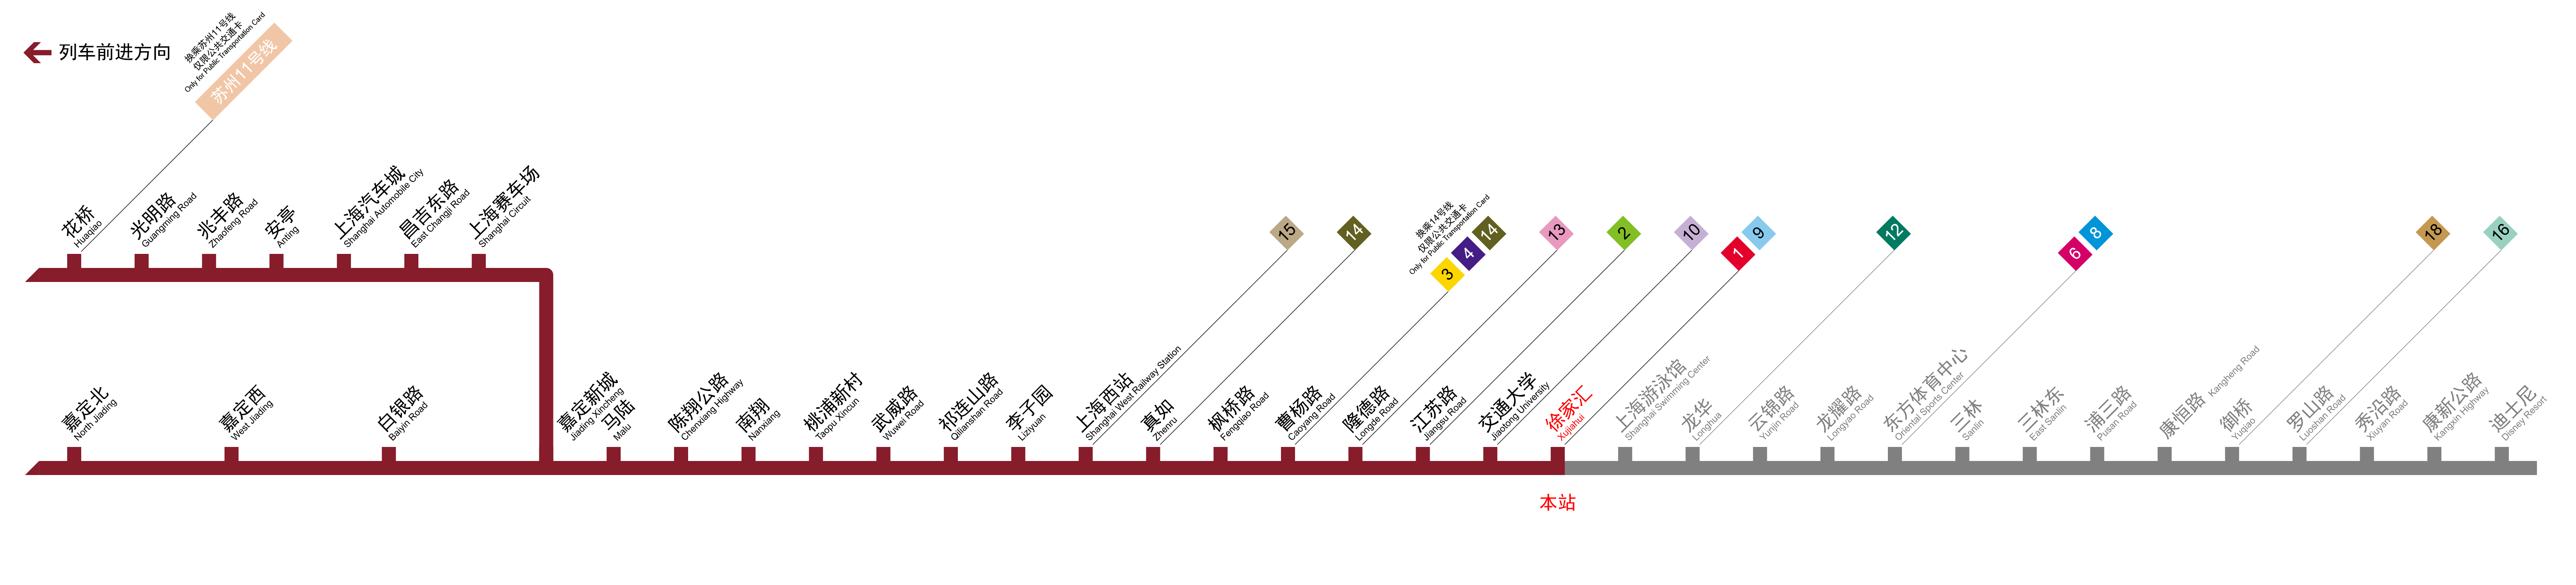 列车前进方向
换乘苏州11号线
仅限公共交通卡
Only for Public Transportation Card
苏州11号线
花桥
Huaqiao
光明路
Guangming Road
兆丰路
Zhaofeng Road
安亭
Anting
上海汽车城
Shanghai Automobile City
昌吉东路
East Changji Road
上海赛车场
Shanghai Circuit
15
14
换乘14号线
仅限公共交通卡
Only for Public Transportation Card
3 4 14
13
2
10
1 9
12
6 8
18
16
嘉定北
North Jiading
嘉定西
West Jiading
白银路
Baiyin Road
嘉定新城
Jiading Xincheng
马陆
Malu
陈翔公路
Chenxiang Highway
南翔
Nanxiang
桃浦新村
Taopu Xincun
武威路
Wuwei Road
祁连山路
Qilianshan Road
李子园
Liziyuan
上海西站
Shanghai West Railway Station
真如
Zhenru
枫桥路
Fengqiao Road
曹杨路
Caoyang Road
隆德路
Longde Road
江苏路
Jiangsu Road
交通大学
Jiaotong University
徐家汇
Xujiahui
上海游泳馆
Shanghai Swimming Center
龙华
Longhua
云锦路
Yunjin Road
龙耀路
Longyao Road
东方体育中心
Oriental Sports Center
三林
Sanlin
三林东
East Sanlin
浦三路
Pusan Road
康恒路 Kangheng Road
御桥
Yuqiao
罗山路
Luoshan Road
秀沿路
Xiuyan Road
康新公路
Kangxin Highway
迪士尼
Disney Resort
本站